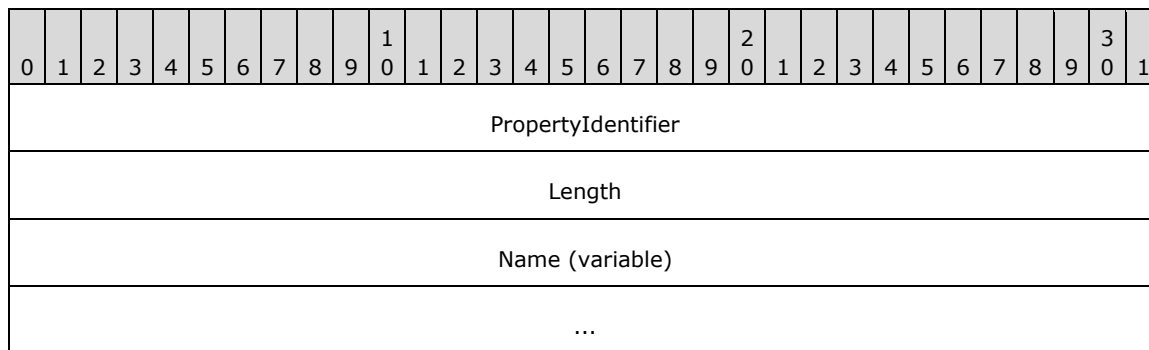 1 2 3
0 1 2 3 4 5 6 7 8 9 0 1 2 3 4 5 6 7 8 9 0 1 2 3 4 5 6 7 8 9 0 1
PropertyIdentifier
Length
Name (variable)
...